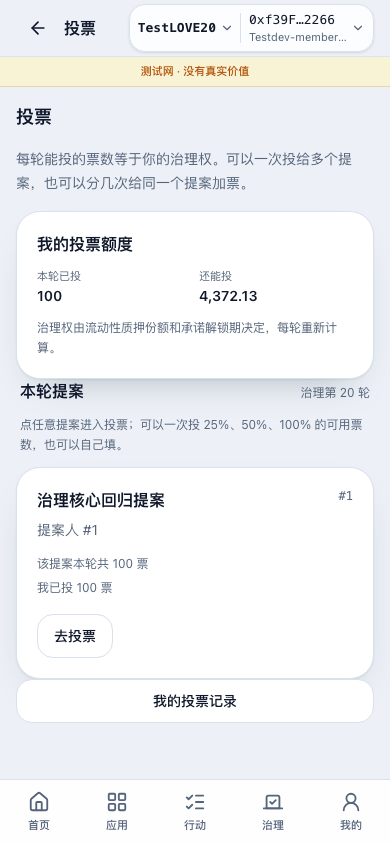 投票
TestLOVE20
0xf39F…2266
Testdev-member…
测试网 · 没有真实价值
投票
每轮能投的票数等于你的治理权。可以一次投给多个提
案，也可以分几次给同一个提案加票。
我的投票额度
本轮已投
还能投
100
4,372.13
治理权由流动性质押份额和承诺解锁期决定，每轮重新计
算。
本轮提案
治理第 20 轮
点任意提案进入投票；可以一次投 25%、50%、100% 的可用票
数，也可以自己填。
治理核心回归提案
#1
提案人 #1
该提案本轮共 100 票
我已投 100 票
去投票
我的投票记录
首页
应用
行动
治理
我的